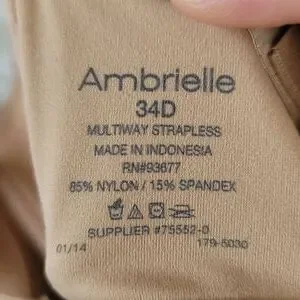 Ambrielle
34D
MULTIWAY STRAPLESS
MADE IN INDONESIA
RN#93677
85% NYLON / 15% SPANDEX
SUPPLIER #75552-0
01/14 179-5030